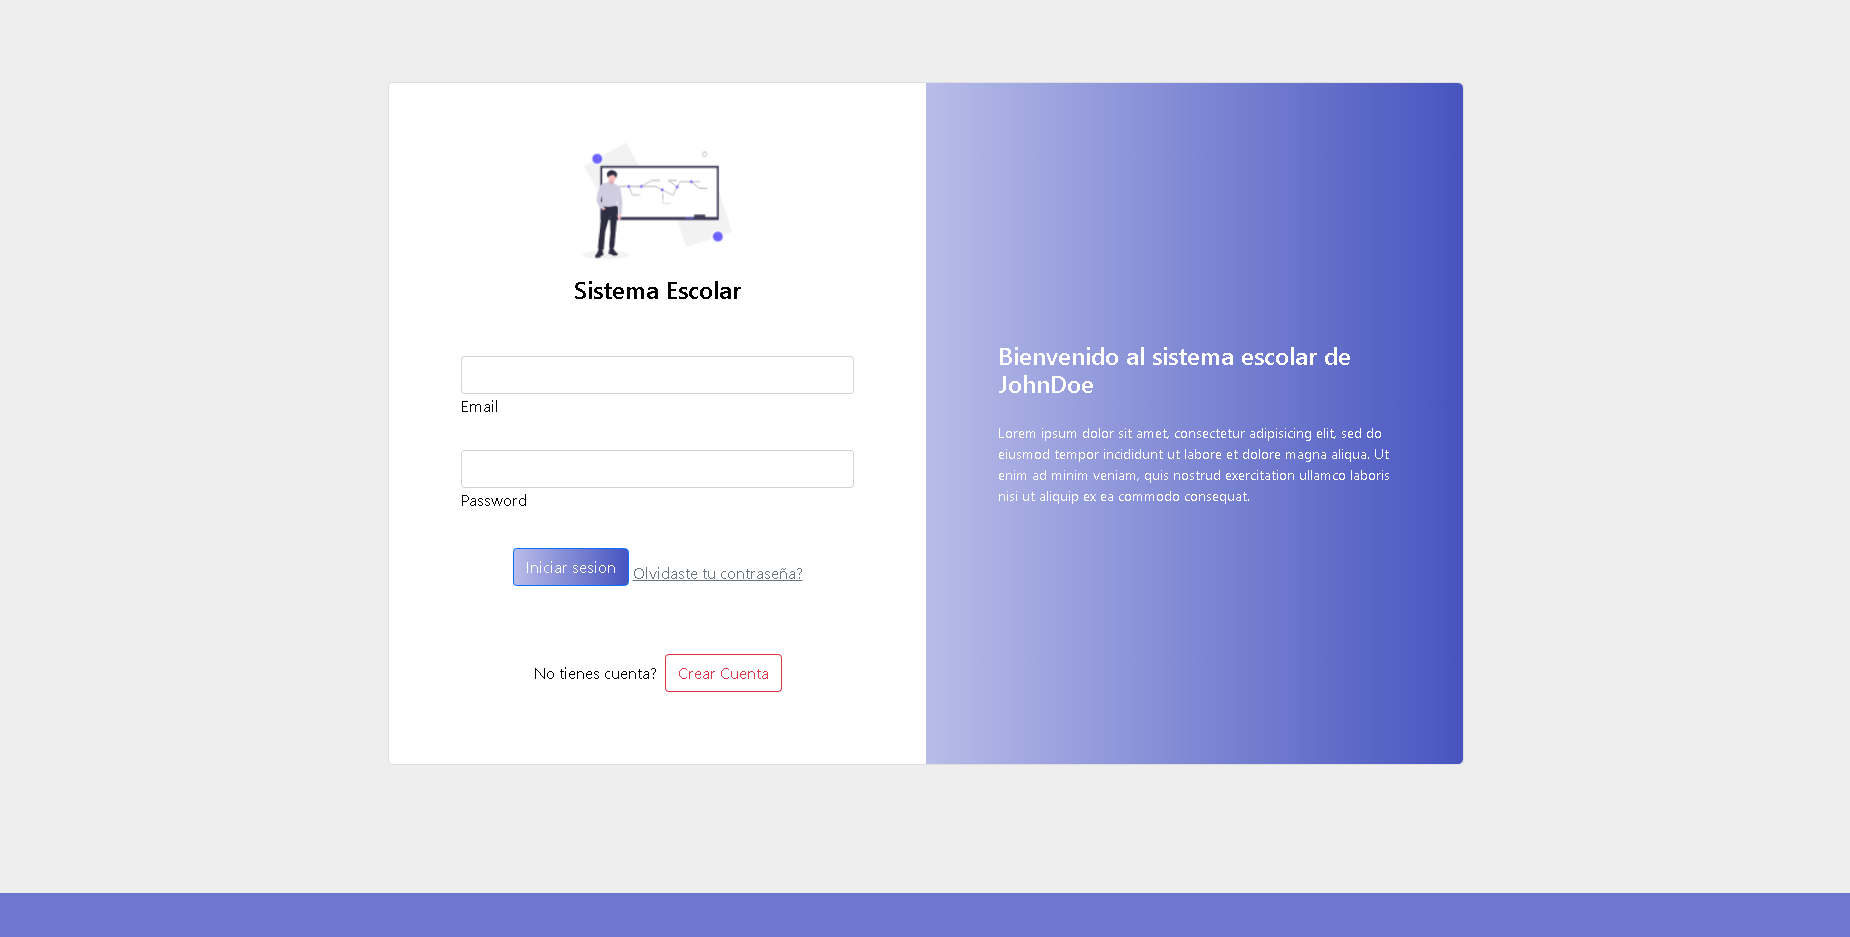 Sistema Escolar
Email
Password
Iniciar sesion
Olvidaste tu contraseña?
No tienes cuenta?
Crear Cuenta
Bienvenido al sistema escolar de
JohnDoe
Lorem ipsum dolor sit amet, consectetur adipisicing elit, sed do
eiusmod tempor incididunt ut labore et dolore magna aliqua. Ut
enim ad minim veniam, quis nostrud exercitation ullamco laboris
nisi ut aliquip ex ea commodo consequat.